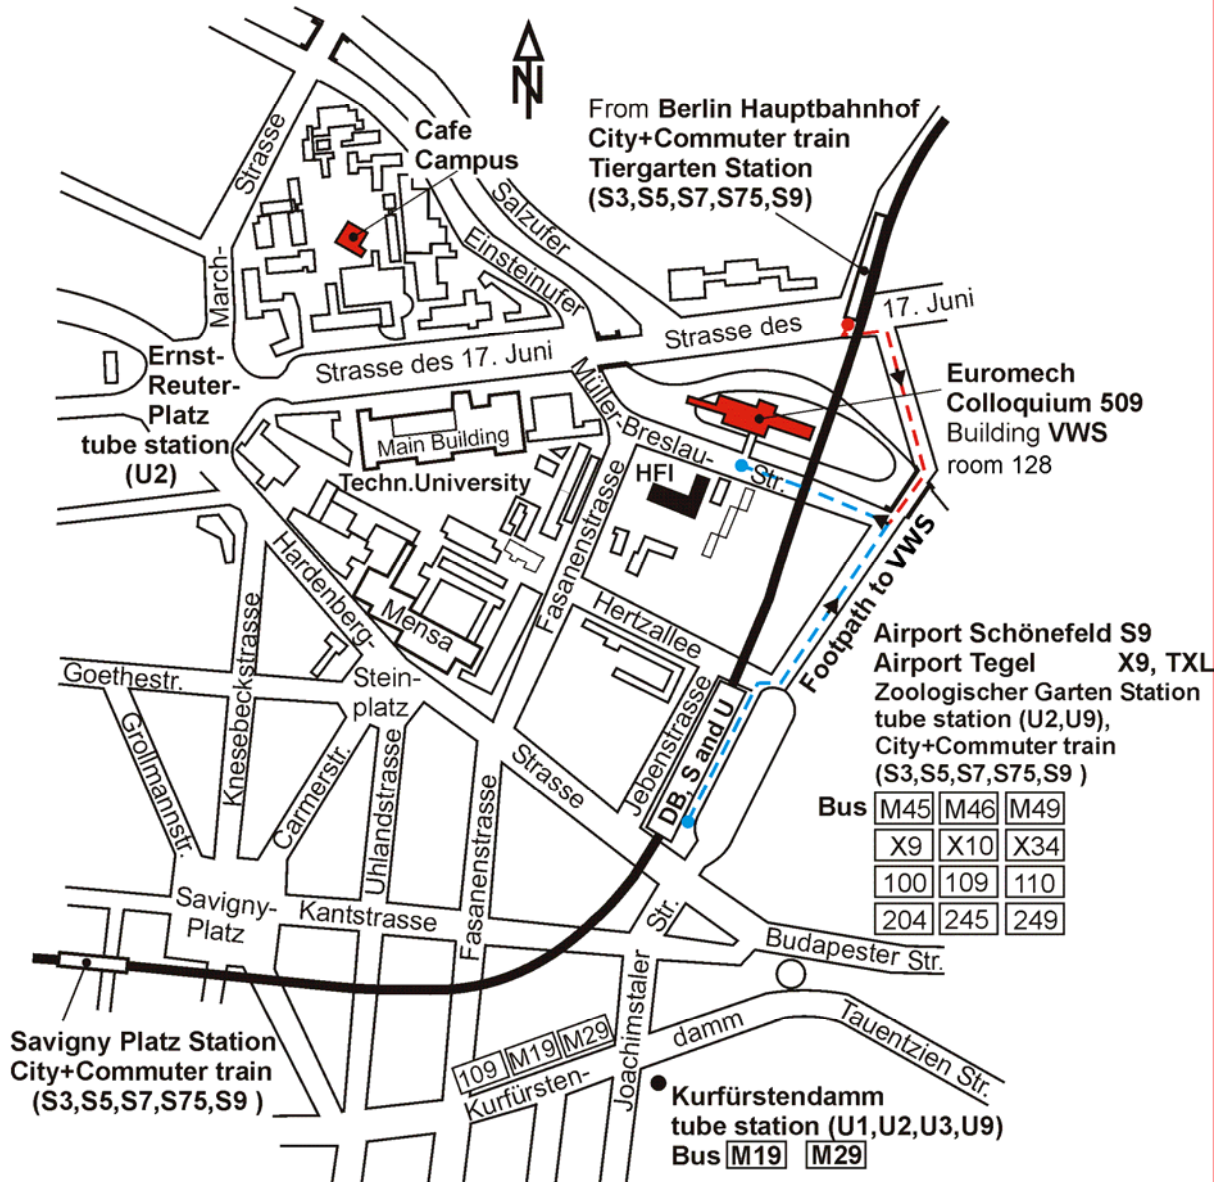 N
From Berlin Hauptbahnhof
City+Commuter train
Tiergarten Station
(S3,S5,S7,S75,S9)
Cafe
Campus
Strasse
March-
Salzufer
Einsteinufer
Strasse des 17. Juni
Strasse des
17. Juni
Ernst-
Reuter-
Platz
tube station
(U2)
Main Building
Techn.University
Müller-Breslau-
Str.
HFI
Euromech
Colloquium 509
Building VWS
room 128
Fasanenstrasse
Hardenberg-
Mensa
Hertzallee
Footpath to VWS
Airport Schönefeld S9
Airport Tegel X9, TXL
Zoologischer Garten Station
tube station (U2,U9),
City+Commuter train
(S3,S5,S7,S75,S9 )
Bus M45 M46 M49
X9 X10 X34
100 109 110
204 245 249
Goethestr.
Knesebeckstrasse
Grollmannstr.
Carmerstr.
Stein-
platz
Uhlandstrasse
Fasanenstrasse
Strasse
Jebenstrasse
DB, S and U
Savigny-
Platz
Kantstrasse
Str.
Joachimstaler
Budapester Str.
Tauentzien Str.
Savigny Platz Station
City+Commuter train
(S3,S5,S7,S75,S9 )
109 M19 M29
Kurfürsten-
damm
Kurfürstendamm
tube station (U1,U2,U3,U9)
Bus M19 M29